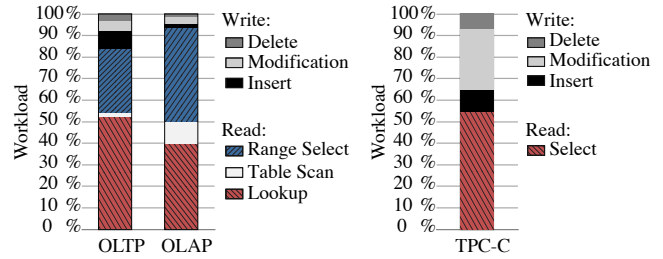 100 %
90 %
80 %
70 %
60 %
50 %
40 %
30 %
20 %
10 %
0 %
Workload
OLTP OLAP
Write:
Delete
Modification
Insert
Read:
Range Select
Table Scan
Lookup
100 %
90 %
80 %
70 %
60 %
50 %
40 %
30 %
20 %
10 %
0 %
Workload
TPC-C
Write:
Delete
Modification
Insert
Read:
Select